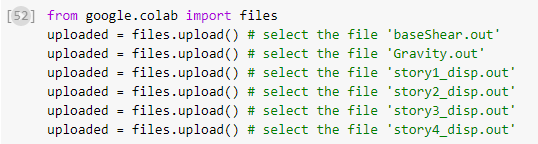 [52] from google.colab import files
uploaded = files.upload() # select the file 'baseShear.out'
uploaded = files.upload() # select the file 'Gravity.out'
uploaded = files.upload() # select the file 'story1_disp.out'
uploaded = files.upload() # select the file 'story2_disp.out'
uploaded = files.upload() # select the file 'story3_disp.out'
uploaded = files.upload() # select the file 'story4_disp.out'